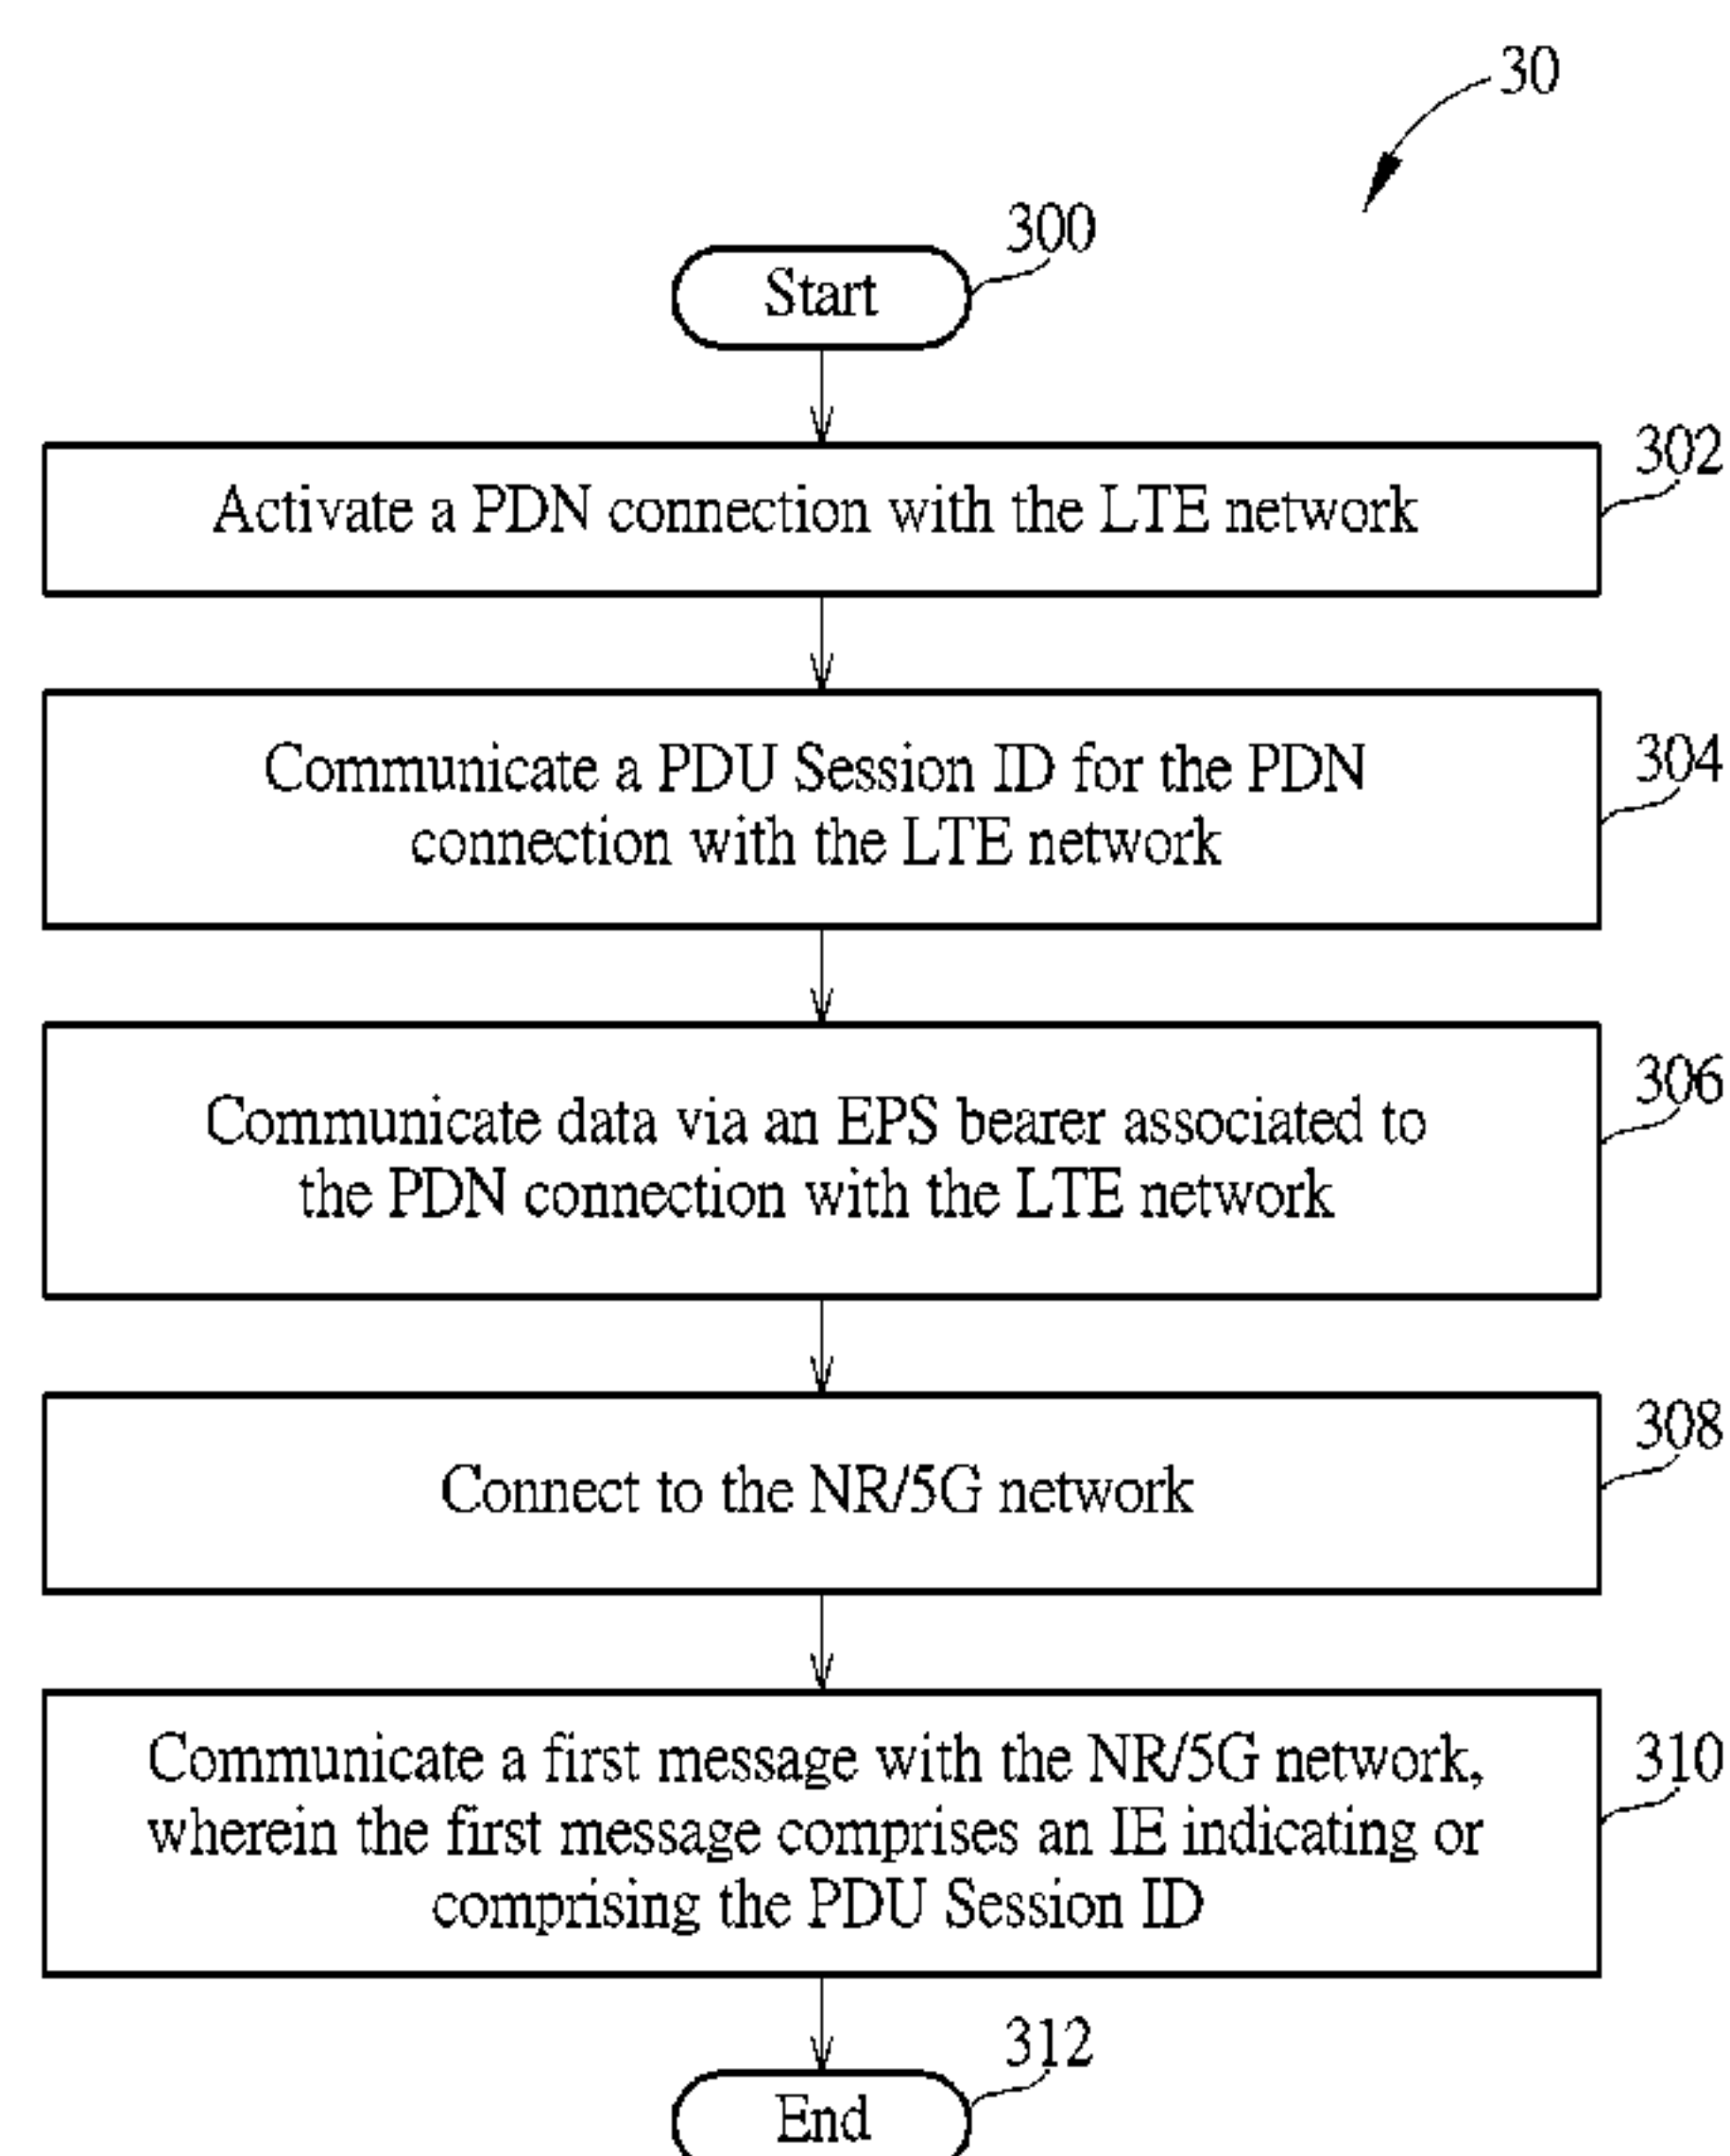 30
300
Start
302
Activate a PDN connection with the LTE network
304
Communicate a PDU Session ID for the PDN
connection with the LTE network
306
Communicate data via an EPS bearer associated to
the PDN connection with the LTE network
308
Connect to the NR/5G network
310
Communicate a first message with the NR/5G network,
wherein the first message comprises an IE indicating or
comprising the PDU Session ID
312
End